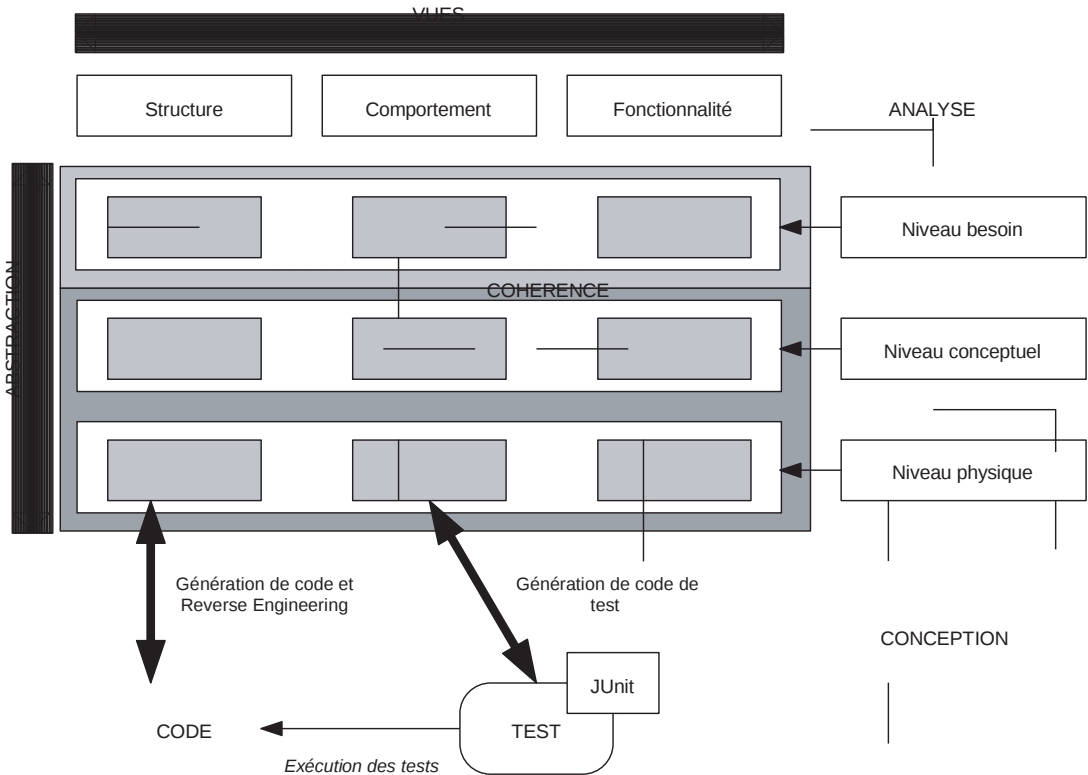 VUES
Structure
Comportement
Fonctionnalité
ANALYSE
ABSTRACTION
Niveau besoin
COHERENCE
Niveau conceptuel
Niveau physique
Génération de code et
Reverse Engineering
Génération de code de
test
CONCEPTION
JUnit
CODE
TEST
Exécution des tests